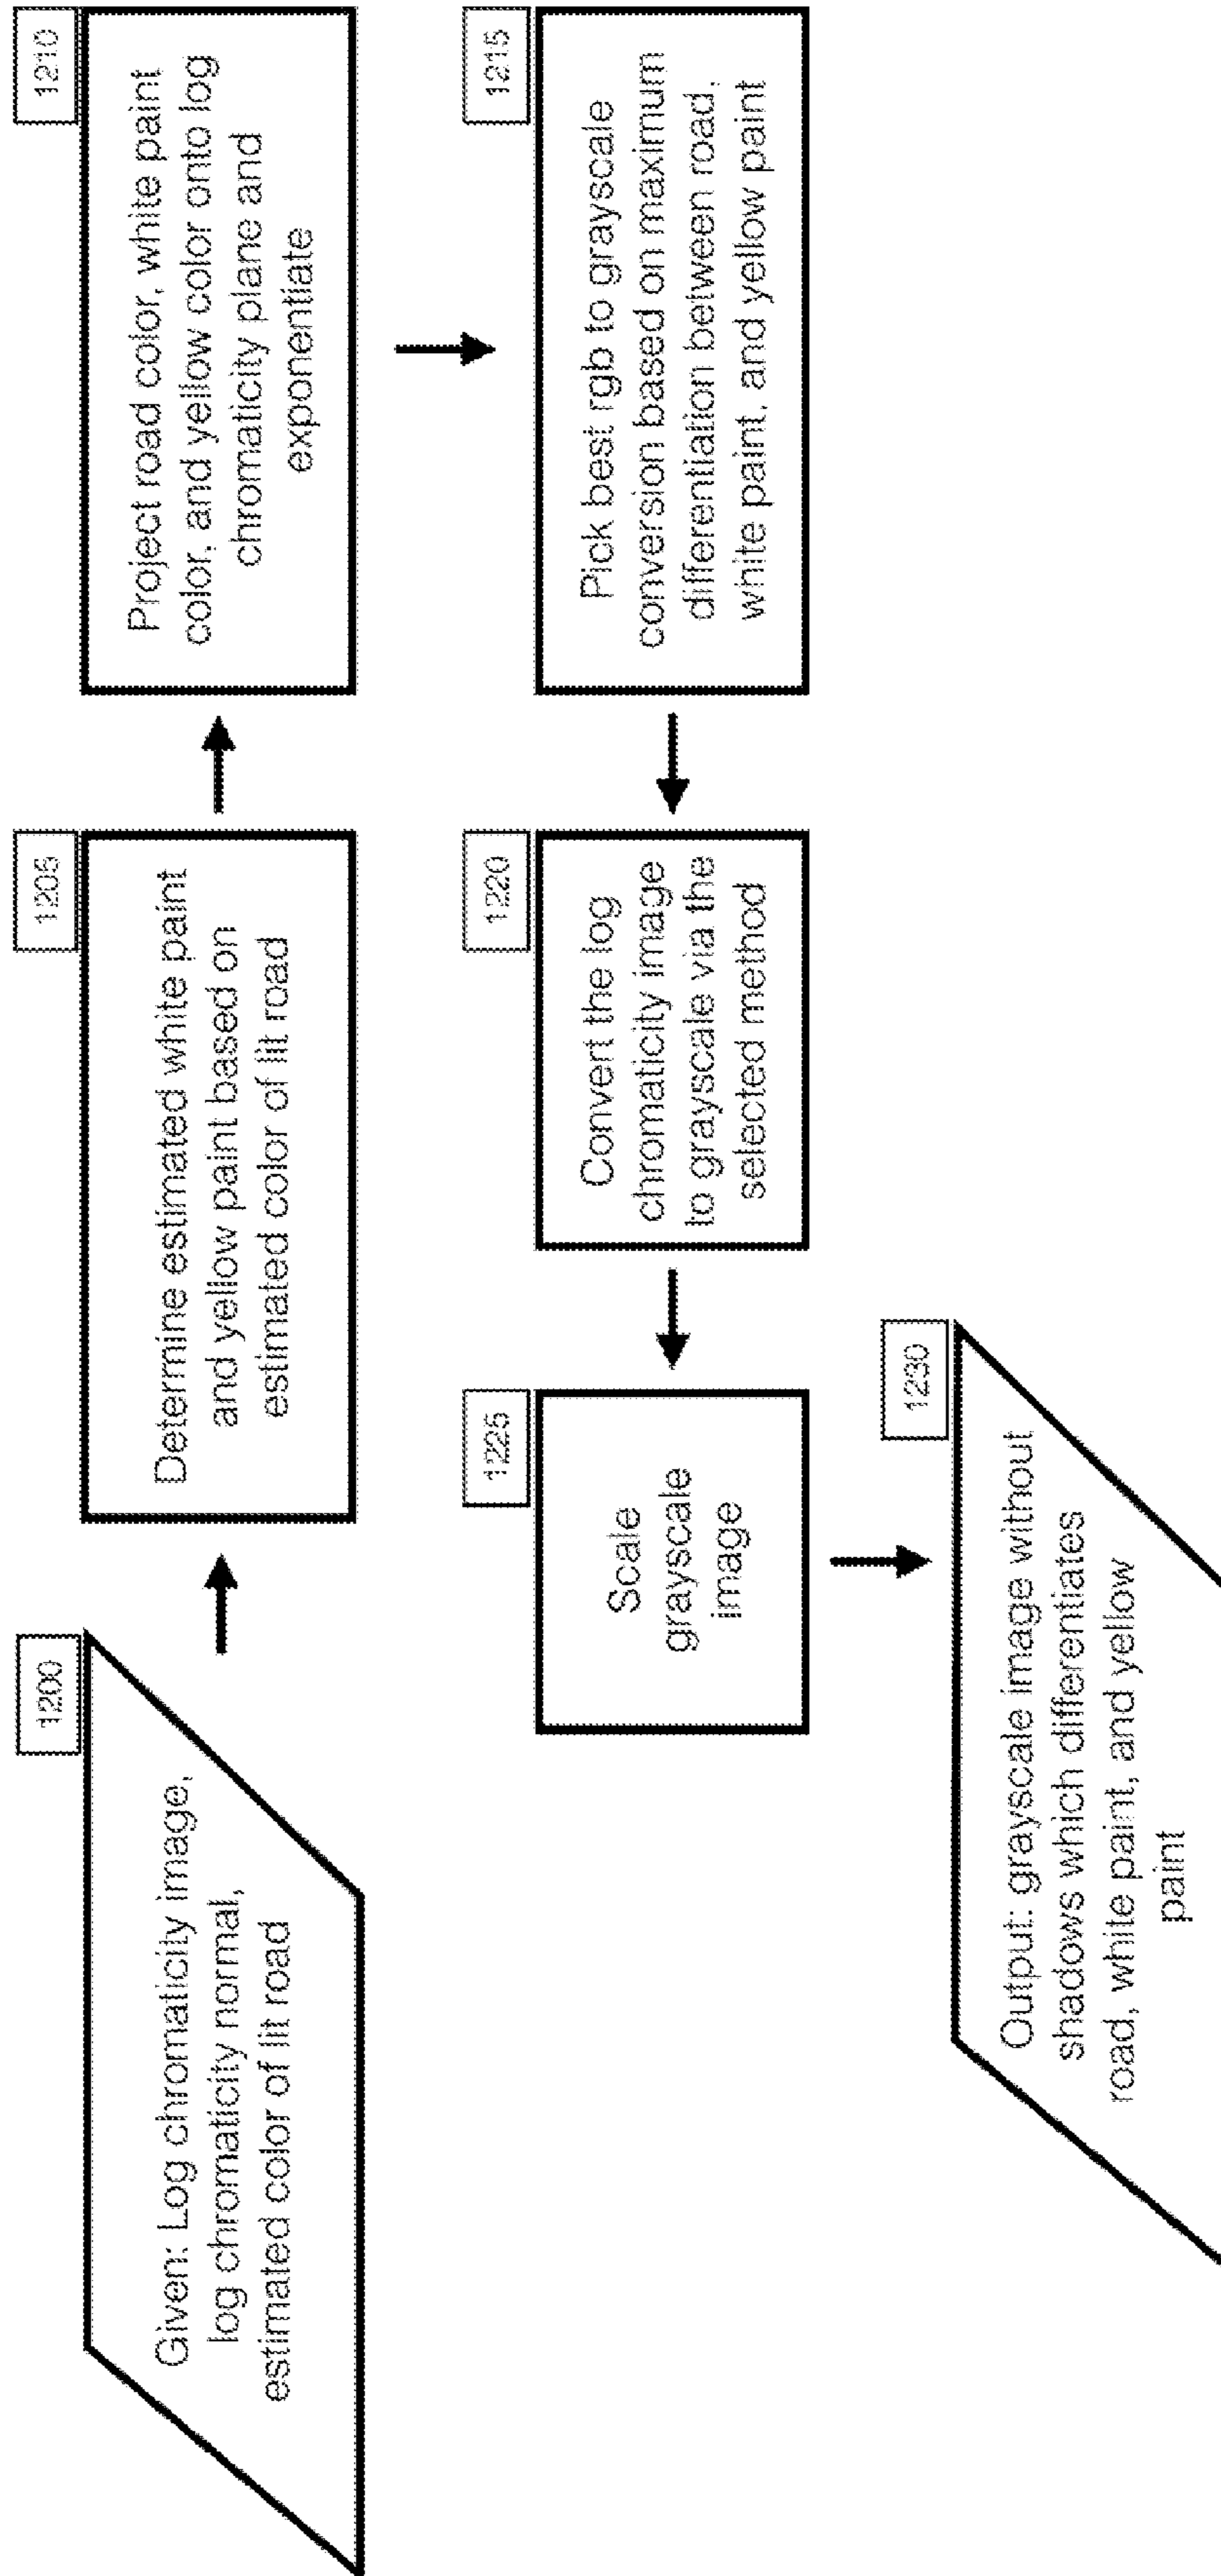 1200
Given: Log chromaticity image,
log chromaticity normal,
estimated color of lit road
1205
Determine estimated white paint
and yellow paint based on
estimated color of lit road
1210
Project road color, white paint
color, and yellow color onto log
chromaticity plane and
exponentiate
1215
Pick best rgb to grayscale
conversion based on maximum
differentiation between road,
white paint, and yellow paint
1220
Convert the log
chromaticity image
to grayscale via the
selected method
1225
Scale
grayscale
image
1230
Output: grayscale image without
shadows which differentiates
road, white paint, and yellow
paint